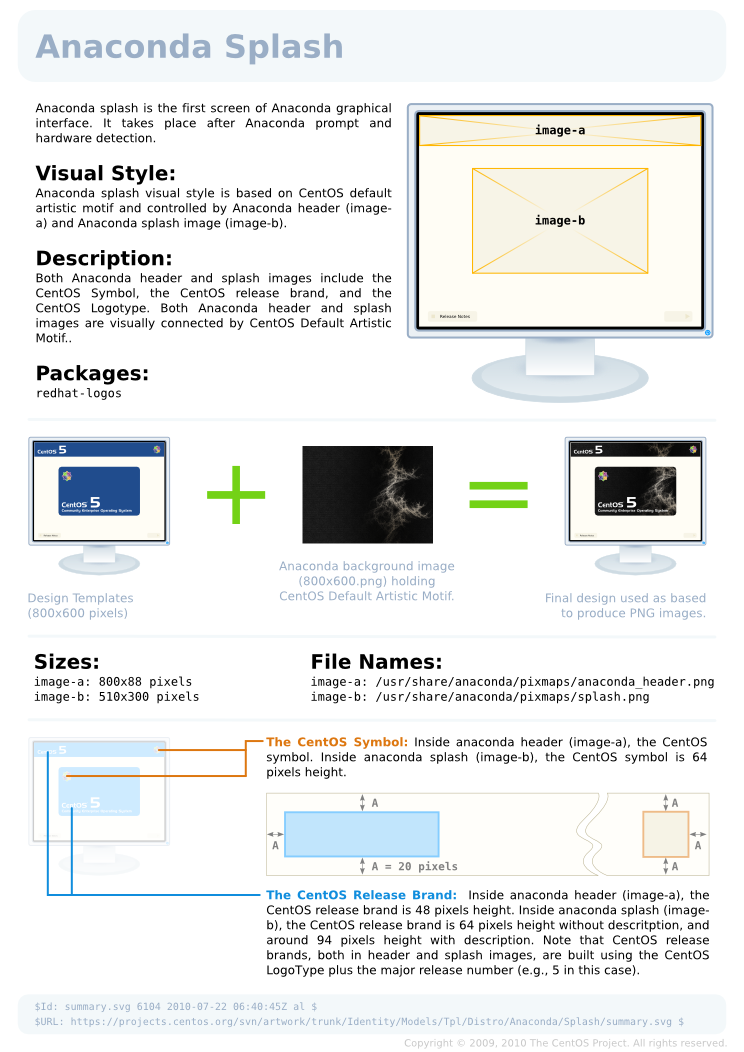 Anaconda Splash
Anaconda splash is the first screen of Anaconda graphical
interface. It takes place after Anaconda prompt and
hardware detection.
Visual Style:
Anaconda splash visual style is based on CentOS default
artistic motif and controlled by Anaconda header (image-
a) and Anaconda splash image (image-b).
Description:
Both Anaconda header and splash images include the
CentOS Symbol, the CentOS release brand, and the
CentOS Logotype. Both Anaconda header and splash
images are visually connected by CentOS Default Artistic
Motif..
Packages:
redhat-logos
image-a
image-b
Release Notes
CentOS 5
CentOS 5
Community Enterprise Operating System
Design Templates
(800x600 pixels)
+
Anaconda background image
(800x600.png) holding
CentOS Default Artistic Motif.
=
CentOS 5
CentOS 5
Community Enterprise Operating System
Final design used as based
to produce PNG images.
Sizes:
image-a: 800x88 pixels
image-b: 510x300 pixels
File Names:
image-a: /usr/share/anaconda/pixmaps/anaconda_header.png
image-b: /usr/share/anaconda/pixmaps/splash.png
5
CentOS 5
The CentOS Symbol: Inside anaconda header (image-a), the CentOS
symbol. Inside anaconda splash (image-b), the CentOS symbol is 64
pixels height.
A
A
A
A
A = 20 pixels
A
The CentOS Release Brand: Inside anaconda header (image-a), the
CentOS release brand is 48 pixels height. Inside anaconda splash (image-
b), the CentOS release brand is 64 pixels height without descritption, and
around 94 pixels height with description. Note that CentOS release
brands, both in header and splash images, are built using the CentOS
LogoType plus the major release number (e.g., 5 in this case).
$Id: summary.svg 6104 2010-07-22 06:40:45Z al $
$URL: https://projects.centos.org/svn/artwork/trunk/Identity/Models/Tpl/Distro/Anaconda/Splash/summary.svg $
Copyright © 2009, 2010 The CentOS Project. All rights reserved.